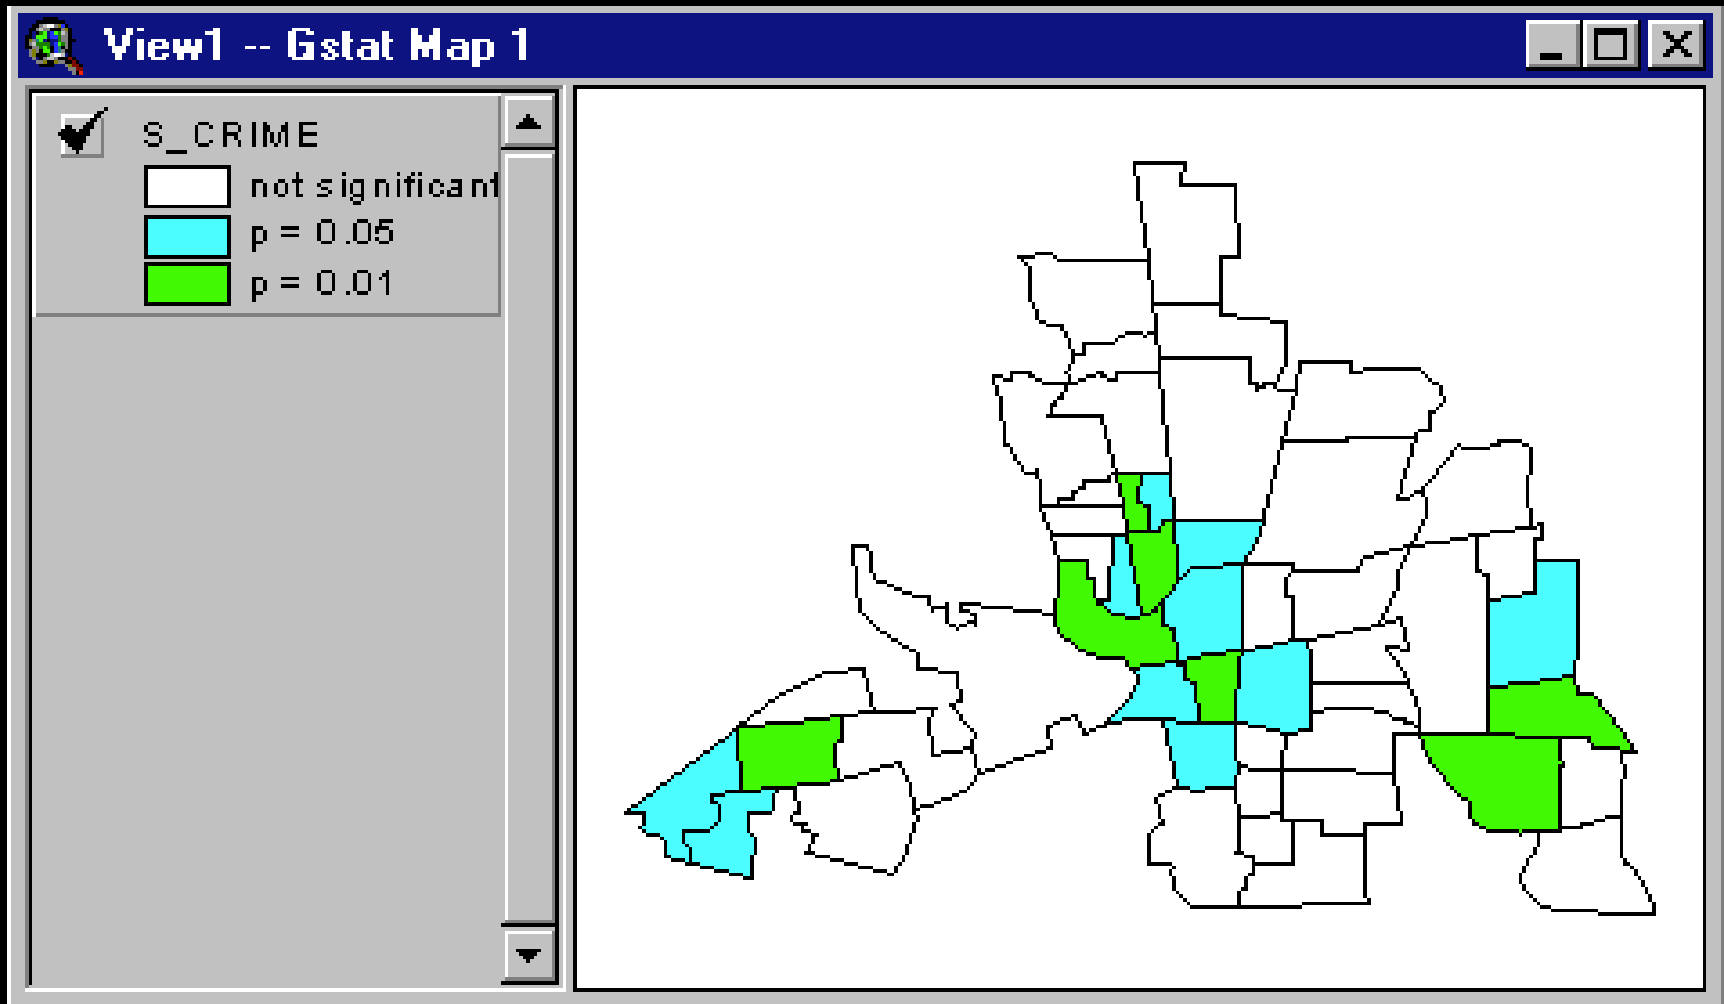 View1 -- Gstat Map 1
S_CRIME
not significant
p = 0.05
p = 0.01